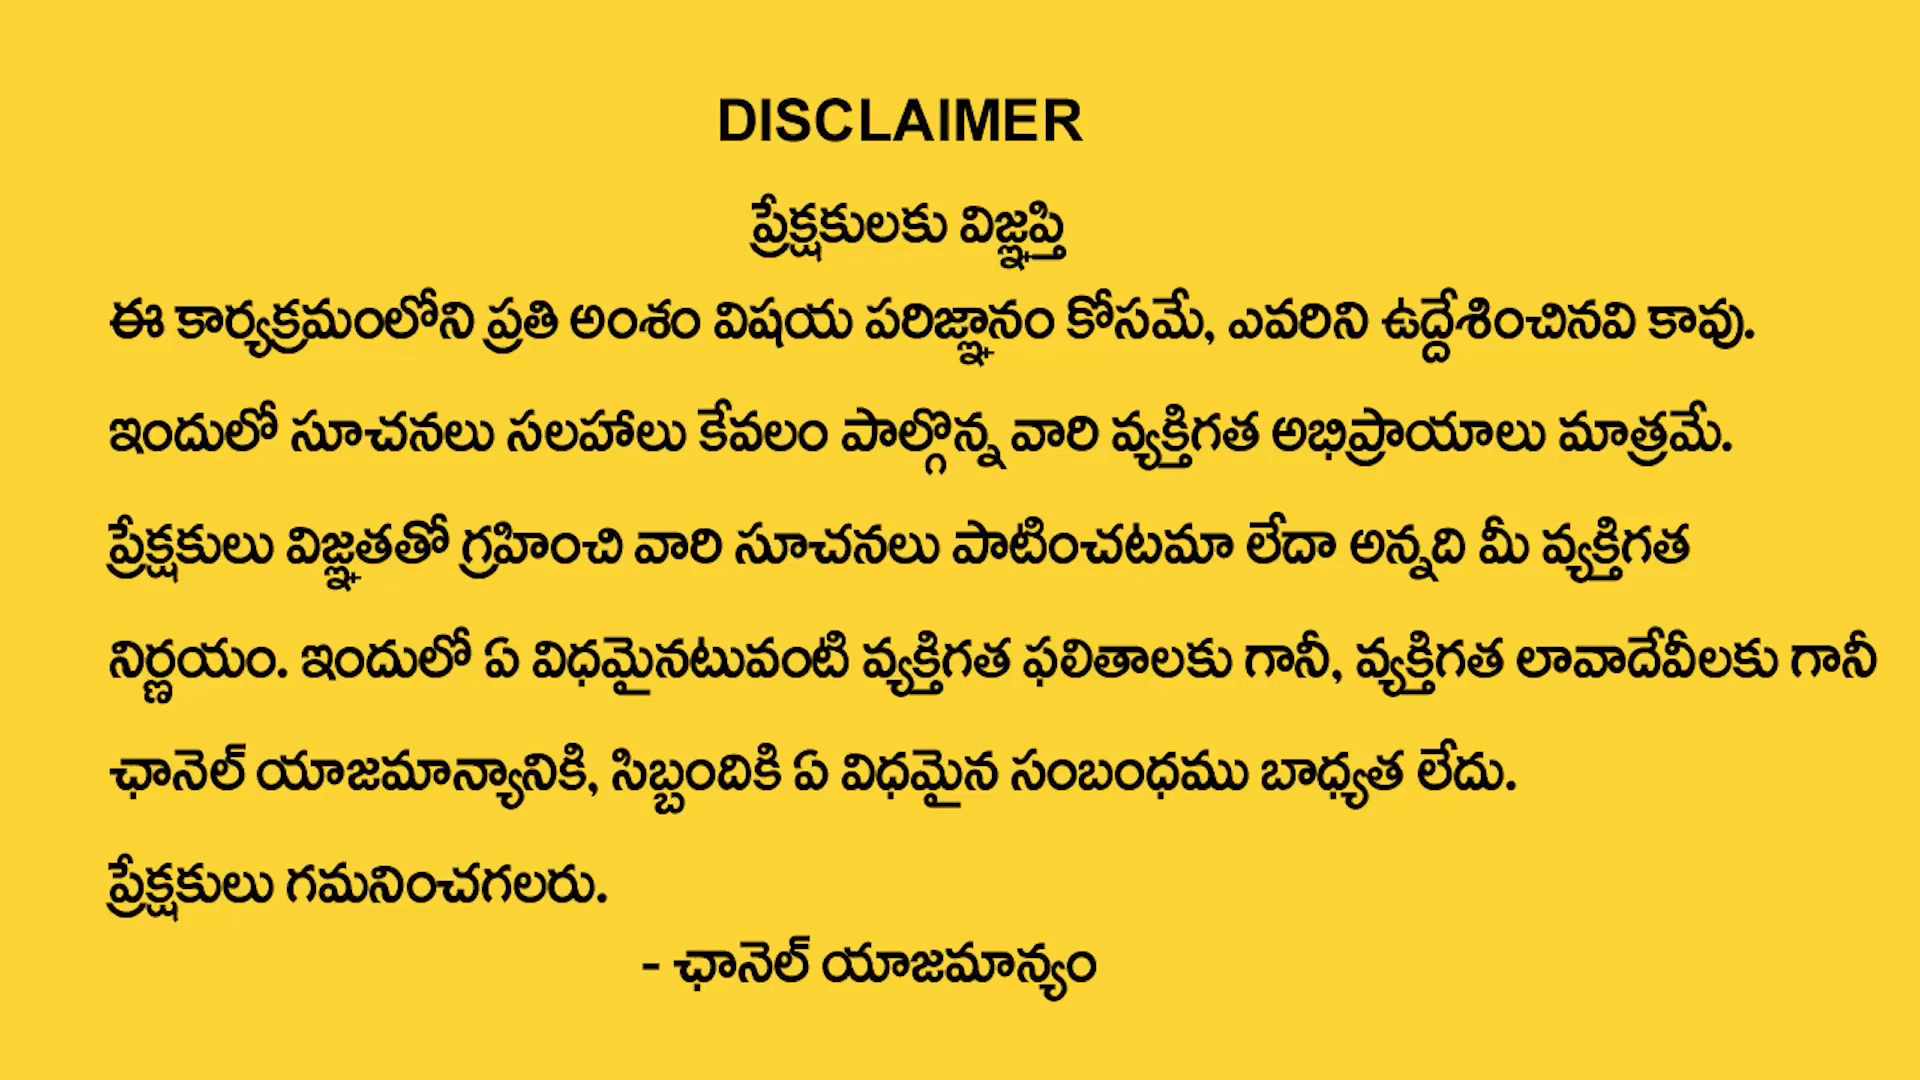 DISCLAIMER
ప్రేక్షకులకు విజ్ఞప్తి
ఈ కార్యక్రమంలోని ప్రతి అంశం విషయ పరిజ్ఞానం కోసమే, ఎవరిని ఉద్దేశించినవి కావు.
ఇందులో సూచనలు సలహాలు కేవలం పాల్గొన్న వారి వ్యక్తిగత అభిప్రాయాలు మాత్రమే.
ప్రేక్షకులు విజ్ఞతతో గ్రహించి వారి సూచనలు పాటించటమా లేదా అన్నది మీ వ్యక్తిగత
నిర్ణయం. ఇందులో ఏ విధమైనటువంటి వ్యక్తిగత ఫలితాలకు గానీ, వ్యక్తిగత లావాదేవీలకు గానీ
ఛానెల్ యాజమాన్యానికి, సిబ్బందికి ఏ విధమైన సంబంధము బాధ్యత లేదు.
ప్రేక్షకులు గమనించగలరు.
- ఛానెల్ యాజమాన్యం